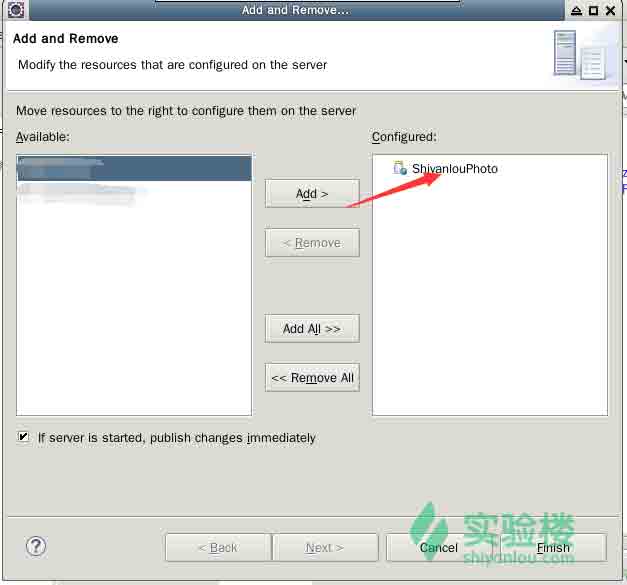 Add and Remove...
Add and Remove
Modify the resources that are configured on the server
Move resources to the right to configure them on the server
Available:
Configured:
ShiyanlouPhoto
Add >
< Remove
Add All >>
<< Remove All
If server is started, publish changes immediately
实验楼
shiyanlou.com
?
< Back
Next >
Cancel
Finish